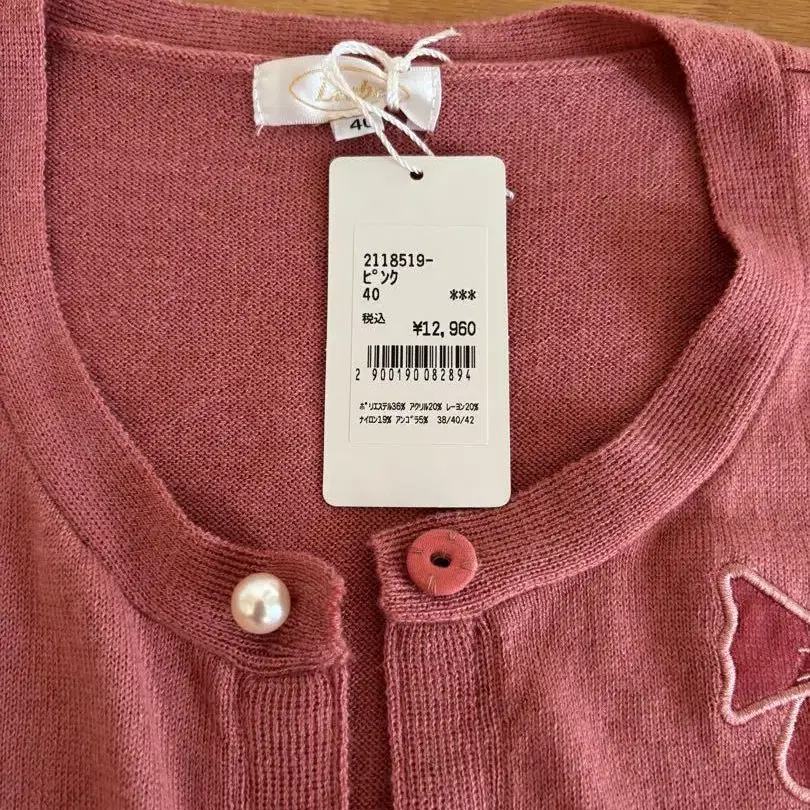 2118519-
ピンク
40 ***
税込 ¥12,960
2 900190 082894
ポリエステル36% アクリル20% レーヨン20%
ナイロン19% アンゴラ5% 38/40/42